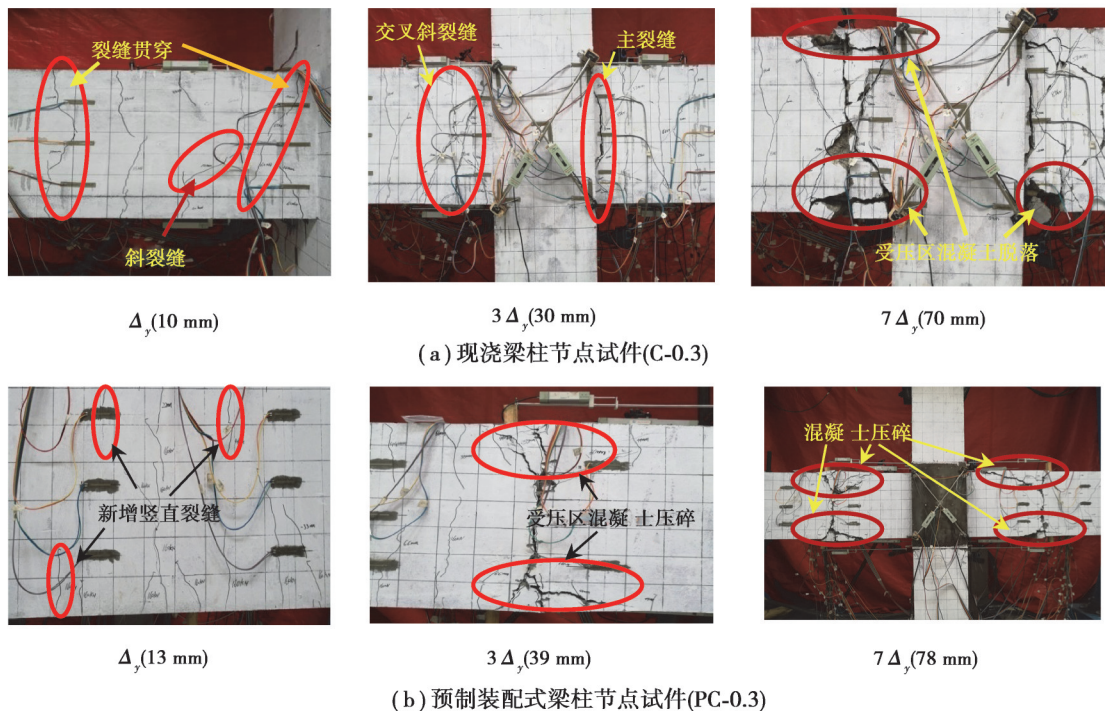 裂缝贯穿
斜裂缝
交叉斜裂缝
主裂缝
受压区混凝土脱落
Δy(10 mm)
3Δy(30 mm)
7Δy(70 mm)
(a)现浇梁柱节点试件(C-0.3)
新增竖直裂缝
受压区混凝 土压碎
混凝 土压碎
Δy(13 mm)
3Δy(39 mm)
7Δy(78 mm)
(b)预制装配式梁柱节点试件(PC-0.3)